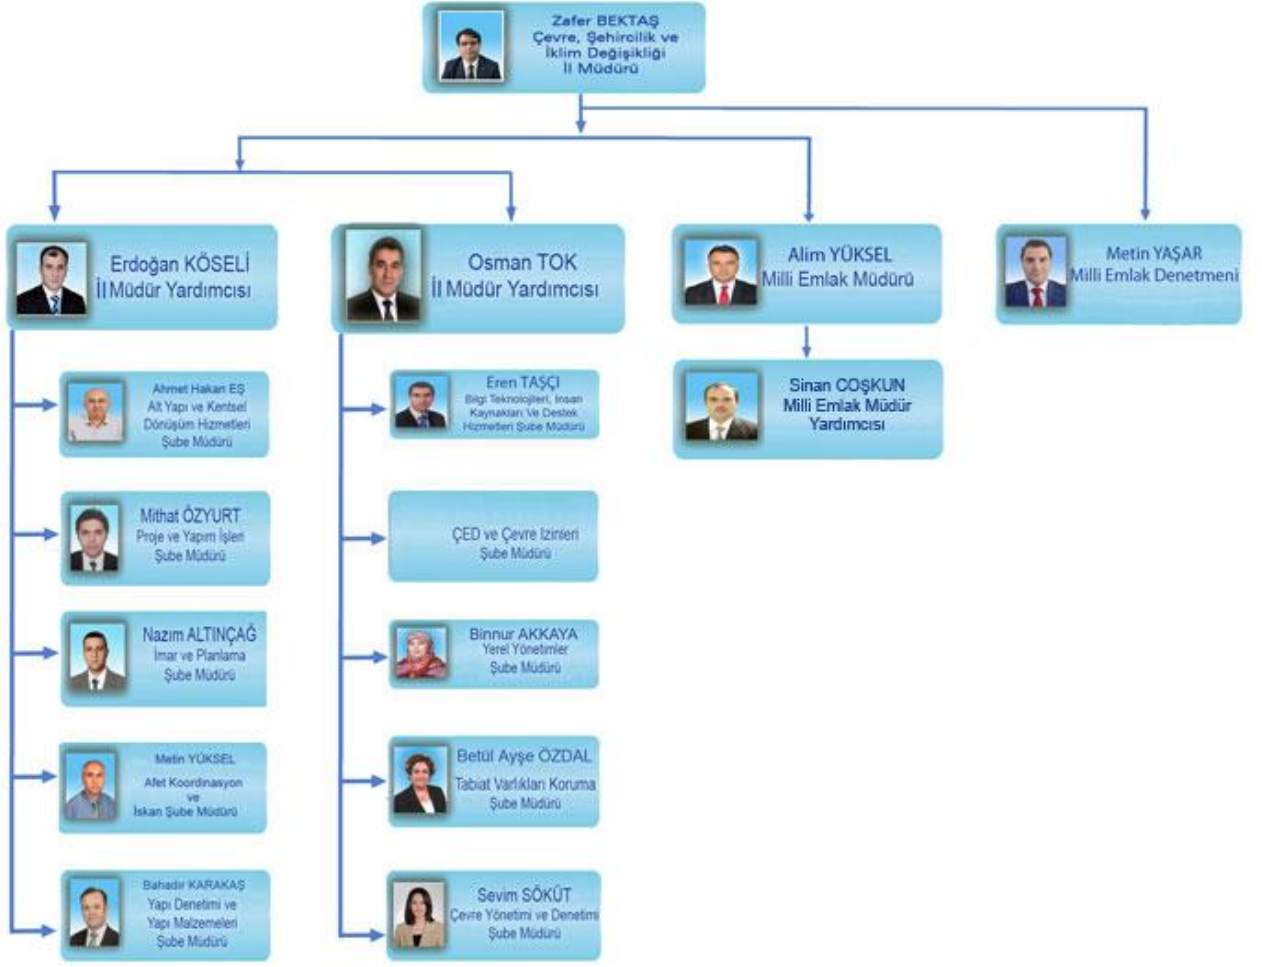 Zafer BEKTAŞ
Çevre, Şehircilik ve
İklim Değişikliği
İl Müdürü
Erdoğan KÖSELİ
İl Müdür Yardımcısı
Osman TOK
İl Müdür Yardımcısı
Alim YÜKSEL
Milli Emlak Müdürü
Metin YAŞAR
Milli Emlak Denetmeni
Sinan COŞKUN
Milli Emlak Müdür
Yardımcısı
Ahmet Hakan EŞ
Alt Yapı ve Kentsel
Dönüşüm Hizmetleri
Şube Müdürü
Mithat ÖZYURT
Proje ve Yapım İşleri
Şube Müdürü
Nazım ALTINÇAĞ
İmar ve Planlama
Şube Müdürü
Metin YÜKSEL
Afet Koordinasyon
ve
İskan Şube Müdürü
Bahadır KARAKAŞ
Yapı Denetimi ve
Yapı Malzemeleri
Şube Müdürü
Eren TAŞÇI
Bilgi Teknolojileri, İnsan
Kaynakları Ve Destek
Hizmetleri Şube Müdürü
ÇED ve Çevre İzinleri
Şube Müdürü
Binnur AKKAYA
Yerel Yönetimler
Şube Müdürü
Betül Ayşe ÖZDAL
Tabiat Varlıkları Koruma
Şube Müdürü
Sevim SÖKÜT
Çevre Yönetimi ve Denetimi
Şube Müdürü